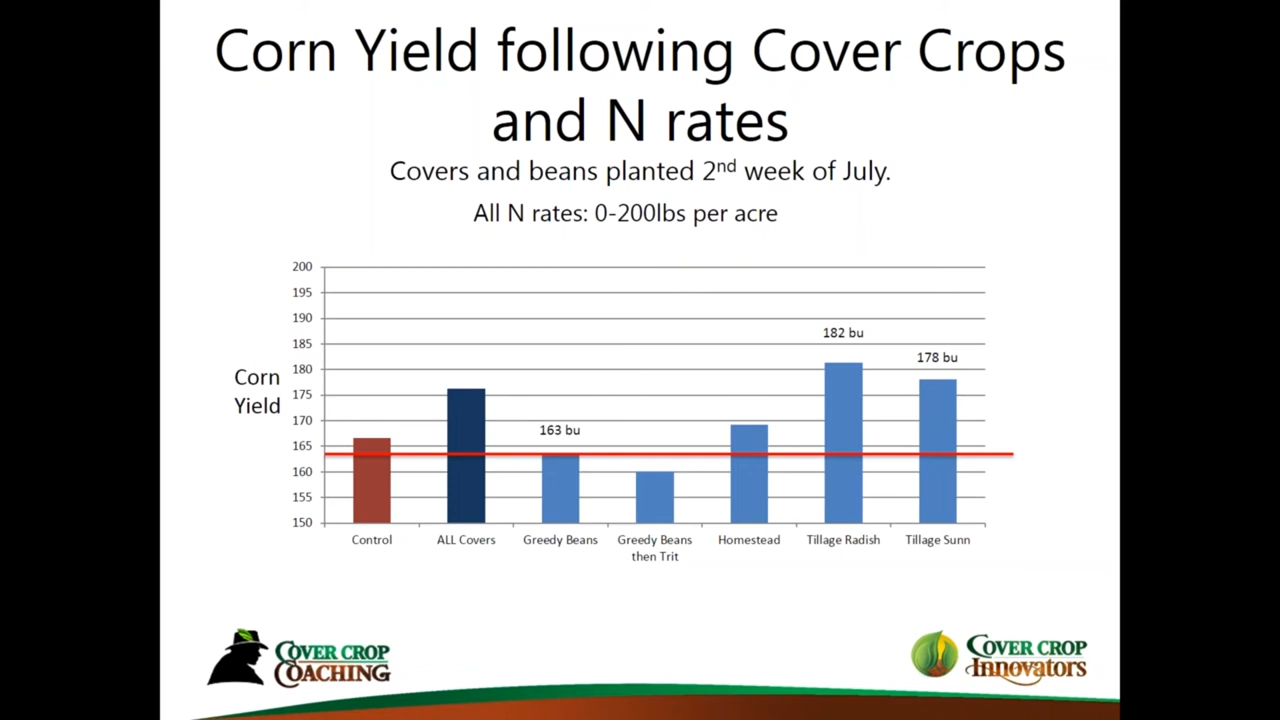 Corn Yield following Cover Crops
and N rates
Covers and beans planted 2nd week of July.
All N rates: 0-200lbs per acre
200
195
190
185
180
175
170
165
160
155
150
Corn
Yield
163 bu
182 bu
178 bu
Control
ALL Covers
Greedy Beans
Greedy Beans
then Trit
Homestead
Tillage Radish
Tillage Sunn
COVER CROP
COACHING
COVER CROP
Innovators